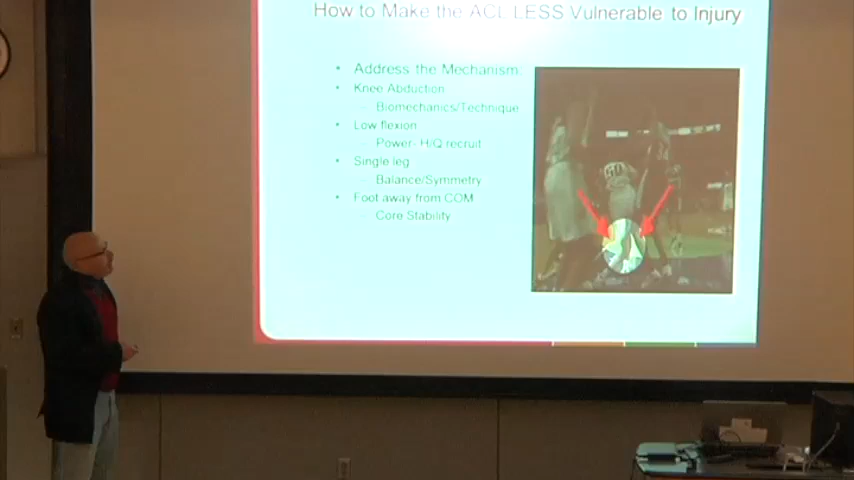 How to Make the ACL LESS Vulnerable to Injury
• Address the Mechanism:
• Knee Abduction
– Biomechanics/Technique
• Low flexion
– Power- H/Q recruit
• Single leg
– Balance/Symmetry
• Foot away from COM
– Core Stability
50